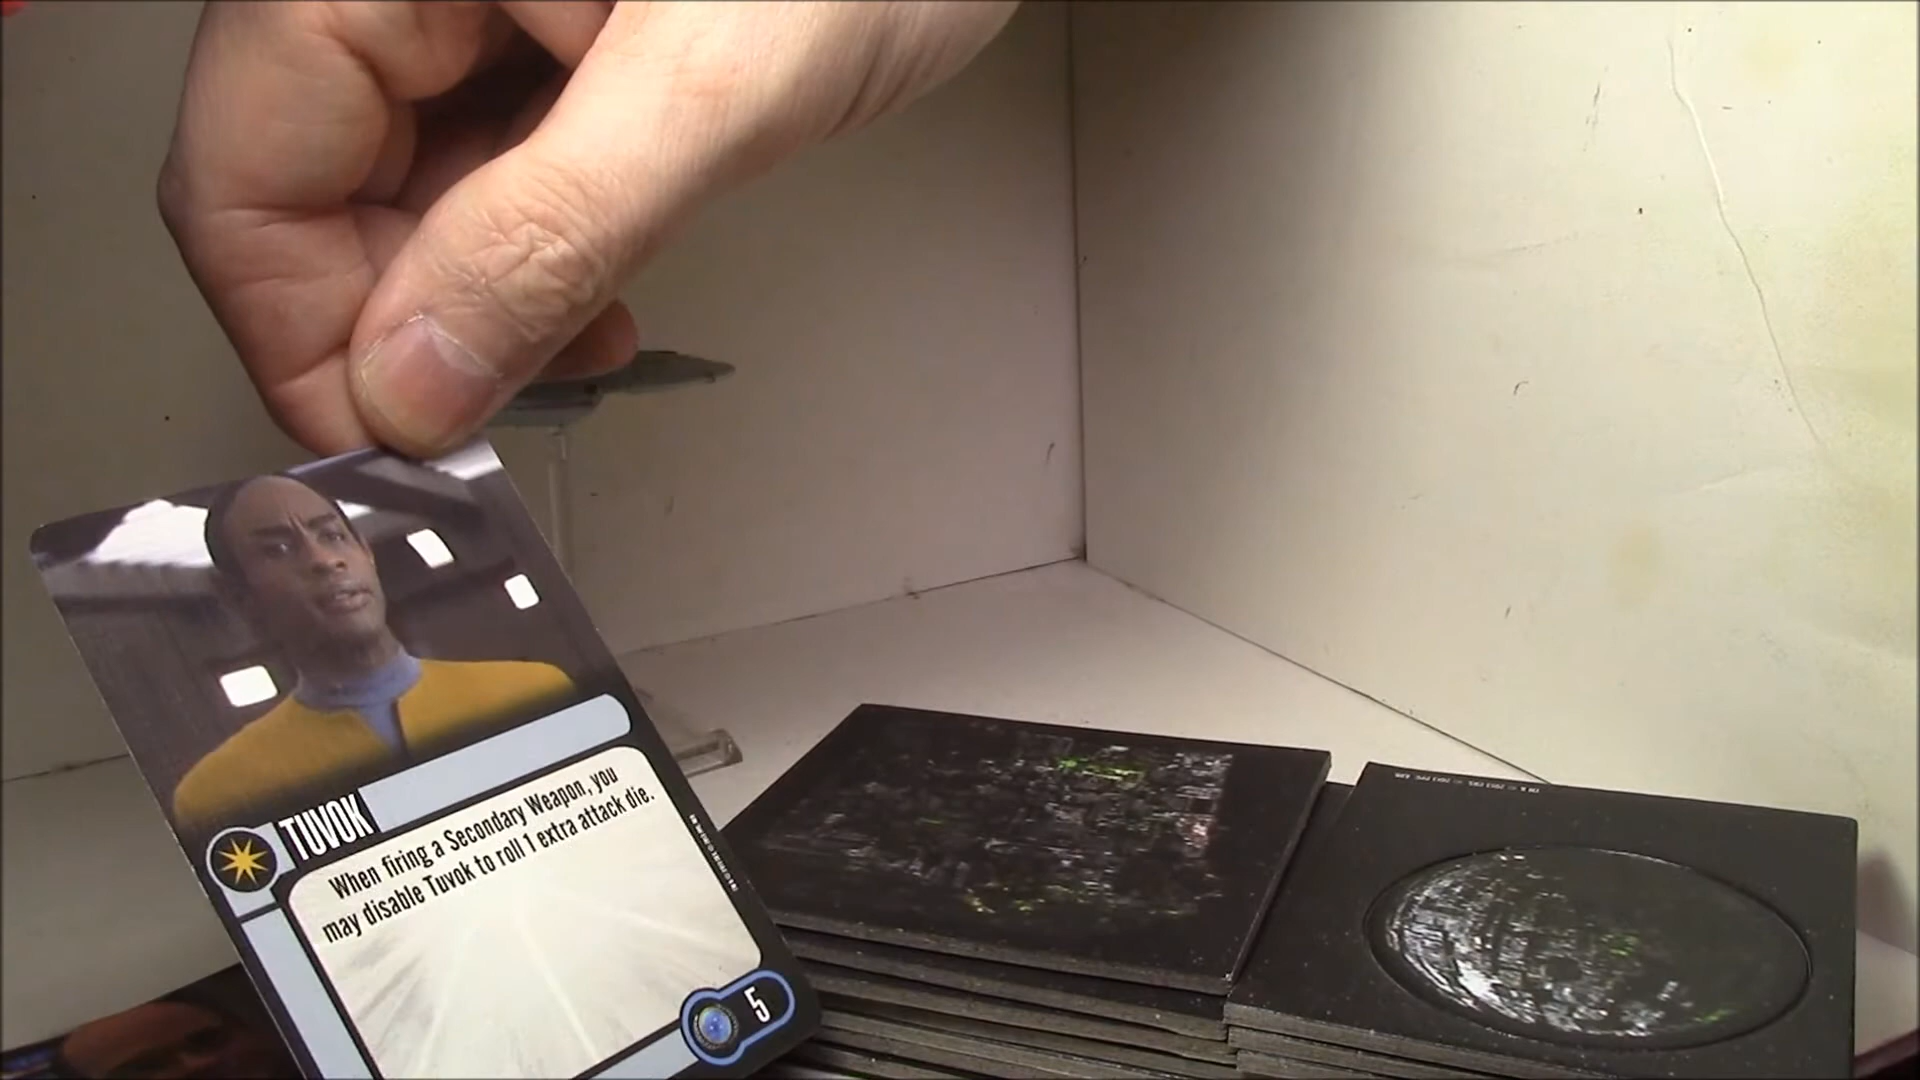 TUVOK
When firing a Secondary Weapon, you
may disable Tuvok to roll 1 extra attack die.
5